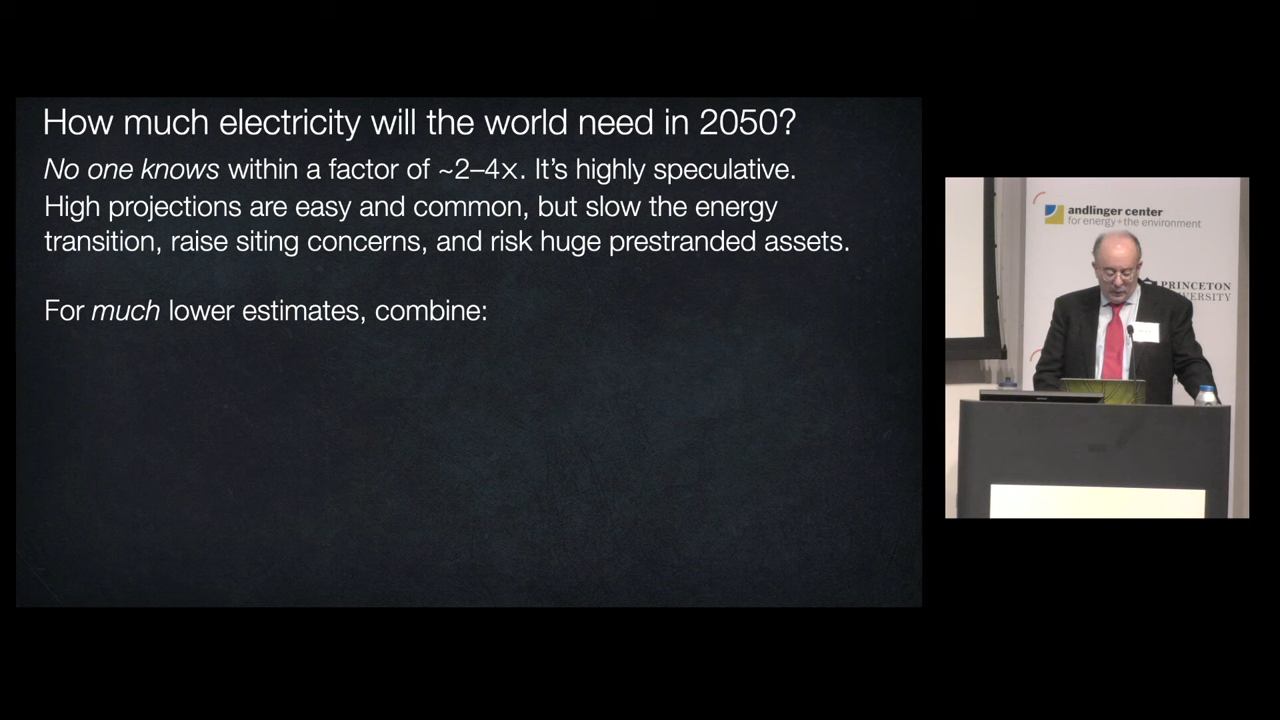 How much electricity will the world need in 2050?
No one knows within a factor of ~2–4×. It's highly speculative.
High projections are easy and common, but slow the energy
transition, raise siting concerns, and risk huge prestranded assets.
For much lower estimates, combine:
andlinger center
for energy+the environment
PRINCETON
VERSITY